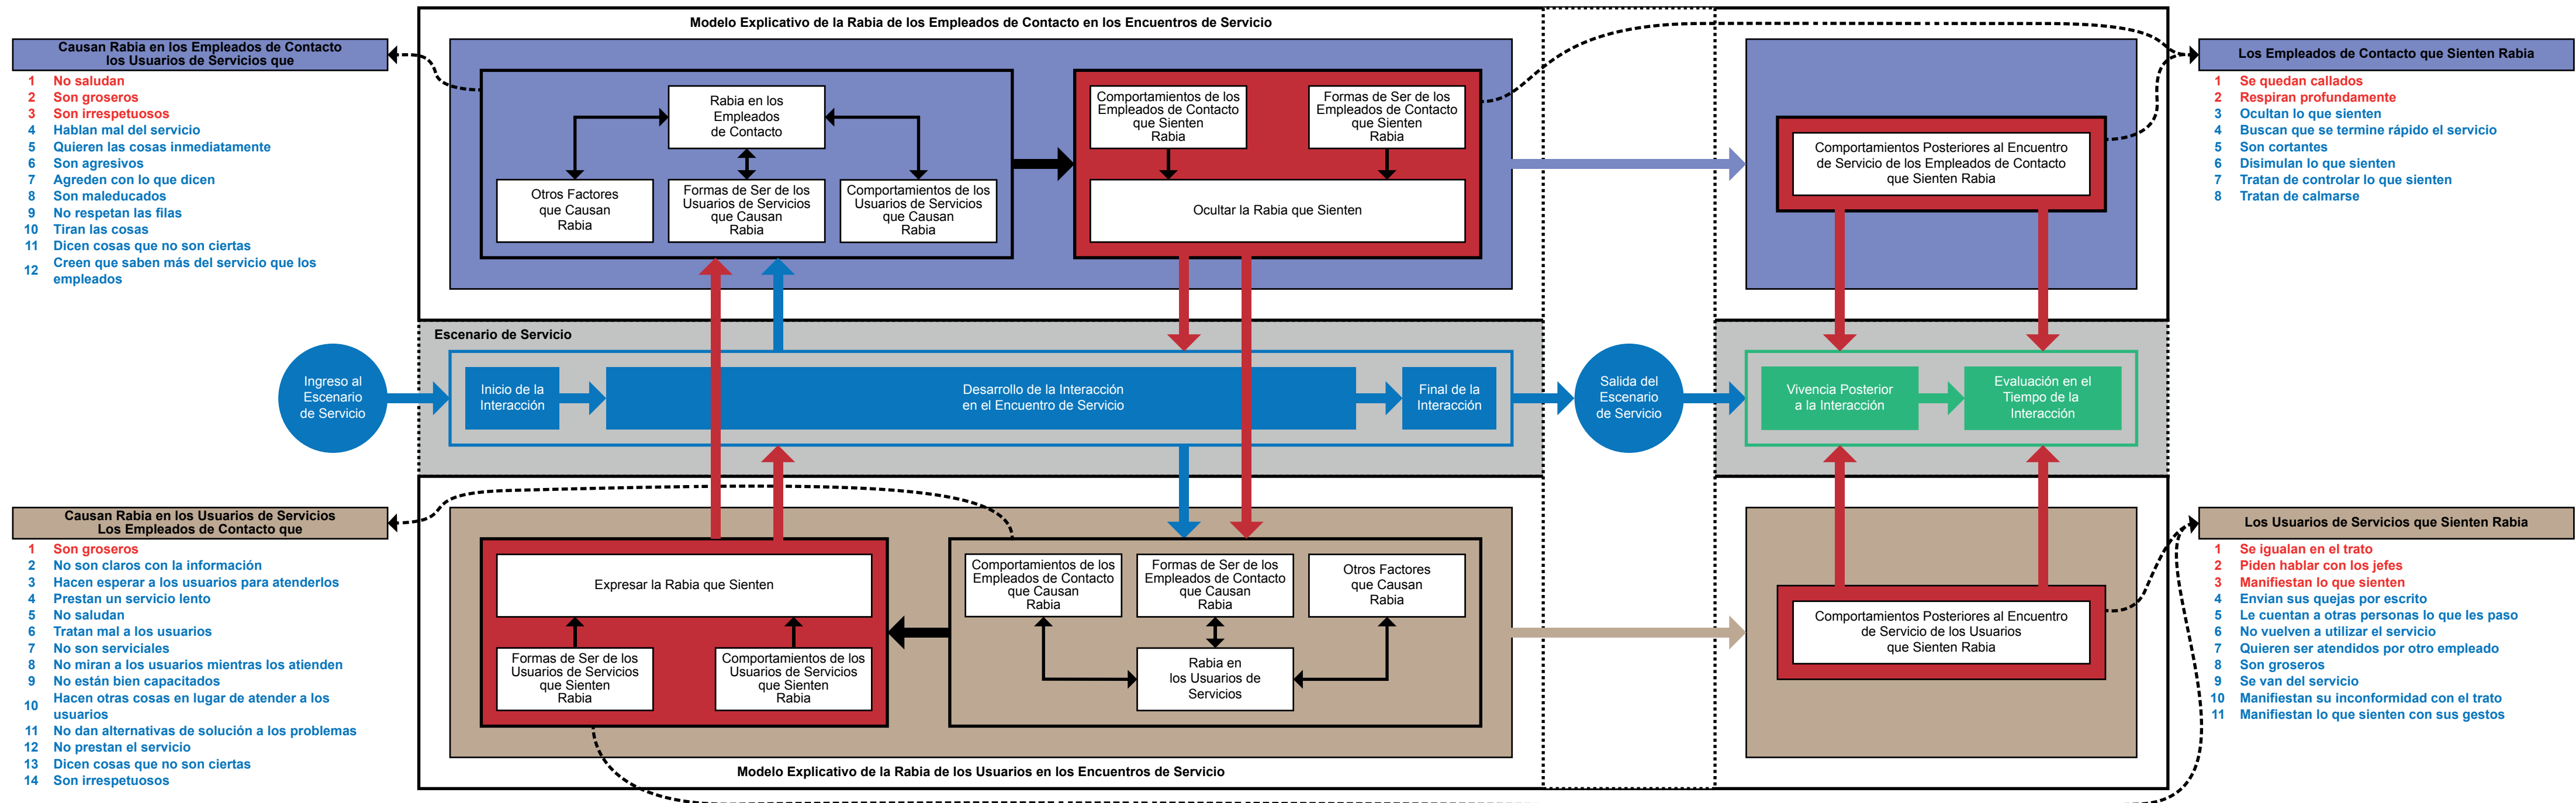 Modelo Explicativo de la Rabia de los Empleados de Contacto en los Encuentros de Servicio
Causan Rabia en los Empleados de Contacto
los Usuarios de Servicios que
1 No saludan
2 Son groseros
3 Son irrespetuosos
4 Hablan mal del servicio
5 Quieren las cosas inmediatamente
6 Son agresivos
7 Agreden con lo que dicen
8 Son maleducados
9 No respetan las filas
10 Tiran las cosas
11 Dicen cosas que no son ciertas
12 Creen que saben más del servicio que los
empleados
Rabia en los
Empleados
de Contacto
Otros Factores
que Causan
Rabia
Formas de Ser de los
Usuarios de Servicios
que Causan
Rabia
Comportamientos de los
Usuarios de Servicios
que Causan
Rabia
Comportamientos de los
Empleados de Contacto
que Sienten
Rabia
Formas de Ser de los
Empleados de Contacto
que Sienten
Rabia
Ocultar la Rabia que Sienten
Comportamientos Posteriores al Encuentro
de Servicio de los Empleados de Contacto
que Sienten Rabia
Los Empleados de Contacto que Sienten Rabia
1 Se quedan callados
2 Respiran profundamente
3 Ocultan lo que sienten
4 Buscan que se termine rápido el servicio
5 Son cortantes
6 Disimulan lo que sienten
7 Tratan de controlar lo que sienten
8 Tratan de calmarse
Escenario de Servicio
Ingreso al
Escenario
de Servicio
Inicio de la
Interacción
Desarrollo de la Interacción
en el Encuentro de Servicio
Final de la
Interacción
Salida del
Escenario
de Servicio
Vivencia Posterior
a la Interacción
Evaluación en el
Tiempo de la
Interacción
Causan Rabia en los Usuarios de Servicios
Los Empleados de Contacto que
1 Son groseros
2 No son claros con la información
3 Hacen esperar a los usuarios para atenderlos
4 Prestan un servicio lento
5 No saludan
6 Tratan mal a los usuarios
7 No son serviciales
8 No miran a los usuarios mientras los atienden
9 No están bien capacitados
10 Hacen otras cosas en lugar de atender a los
usuarios
11 No dan alternativas de solución a los problemas
12 No prestan el servicio
13 Dicen cosas que no son ciertas
14 Son irrespetuosos
Expresar la Rabia que Sienten
Formas de Ser de los
Usuarios de Servicios
que Sienten
Rabia
Comportamientos de los
Usuarios de Servicios
que Sienten
Rabia
Comportamientos de los
Empleados de Contacto
que Causan
Rabia
Formas de Ser de los
Empleados de Contacto
que Causan
Rabia
Otros Factores
que Causan
Rabia
Rabia en
los Usuarios de
Servicios
Comportamientos Posteriores al Encuentro
de Servicio de los Usuarios
que Sienten Rabia
Los Usuarios de Servicios que Sienten Rabia
1 Se igualan en el trato
2 Piden hablar con los jefes
3 Manifiestan lo que sienten
4 Envian sus quejas por escrito
5 Le cuentan a otras personas lo que les paso
6 No vuelven a utilizar el servicio
7 Quieren ser atendidos por otro empleado
8 Son groseros
9 Se van del servicio
10 Manifiestan su inconformidad con el trato
11 Manifiestan lo que sienten con sus gestos
Modelo Explicativo de la Rabia de los Usuarios en los Encuentros de Servicio